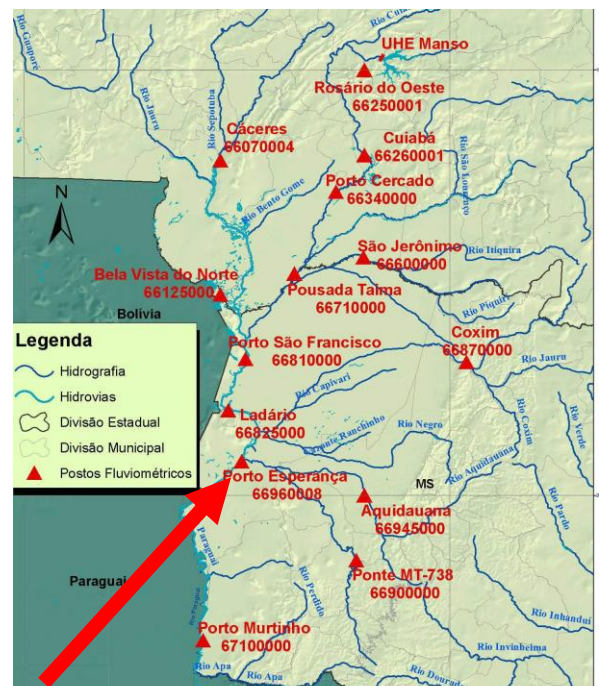 Rio Guaporé
Rio Cuia
UHE Manso
Rosário do Oeste
66250001
Rio Jauru
Rio Sepotuba
Cáceres
66070004
Cuiabá
66260001
Rio São Lourenço
Porto Cercado
66340000
Rio Bento Gome
N
São Jerônimo
66600000
Rio Itiquira
Bela Vista do Norte
66125000
Pousada Taima
66710000
Rio Piquiri
Bolivia
Legenda
Hidrografia
Hidrovias
Divisão Estadual
Divisão Municipal
Postos Fluviométricos
Porto São Francisco
66810000
Coxim
66870000
Rio Jauru
Rio Capivari
Ladário
66825000
Rio Negro
Rio Coxim
Rio Verde
Rio Aquidauana
Porto Esperança
66960008
MS
Aquidauana
66945000
Rio Pardo
Paraguai
Paraguai
Ponte MT-738
66900000
Rio Perdido
Rio Inhanduí
Porto Murtinho
67100000
Rio Ivinheima
Rio Apa
Rio Apa
Rio Dourad